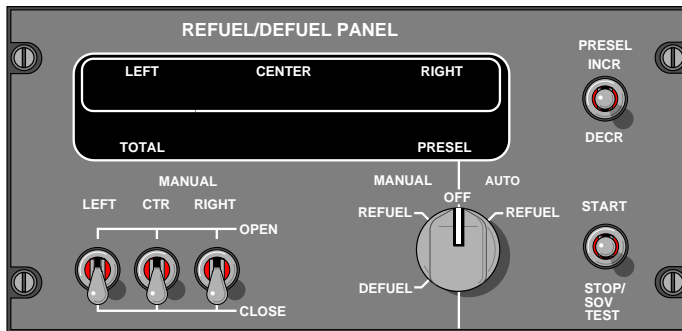 REFUEL/DEFUEL PANEL
LEFT CENTER RIGHT
TOTAL PRESEL
PRESEL
INCR
DECR
MANUAL
LEFT CTR RIGHT
OPEN
CLOSE
MANUAL OFF AUTO
REFUEL REFUEL
DEFUEL
START
STOP/
SOV
TEST